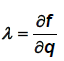 λ = ∂f/∂q